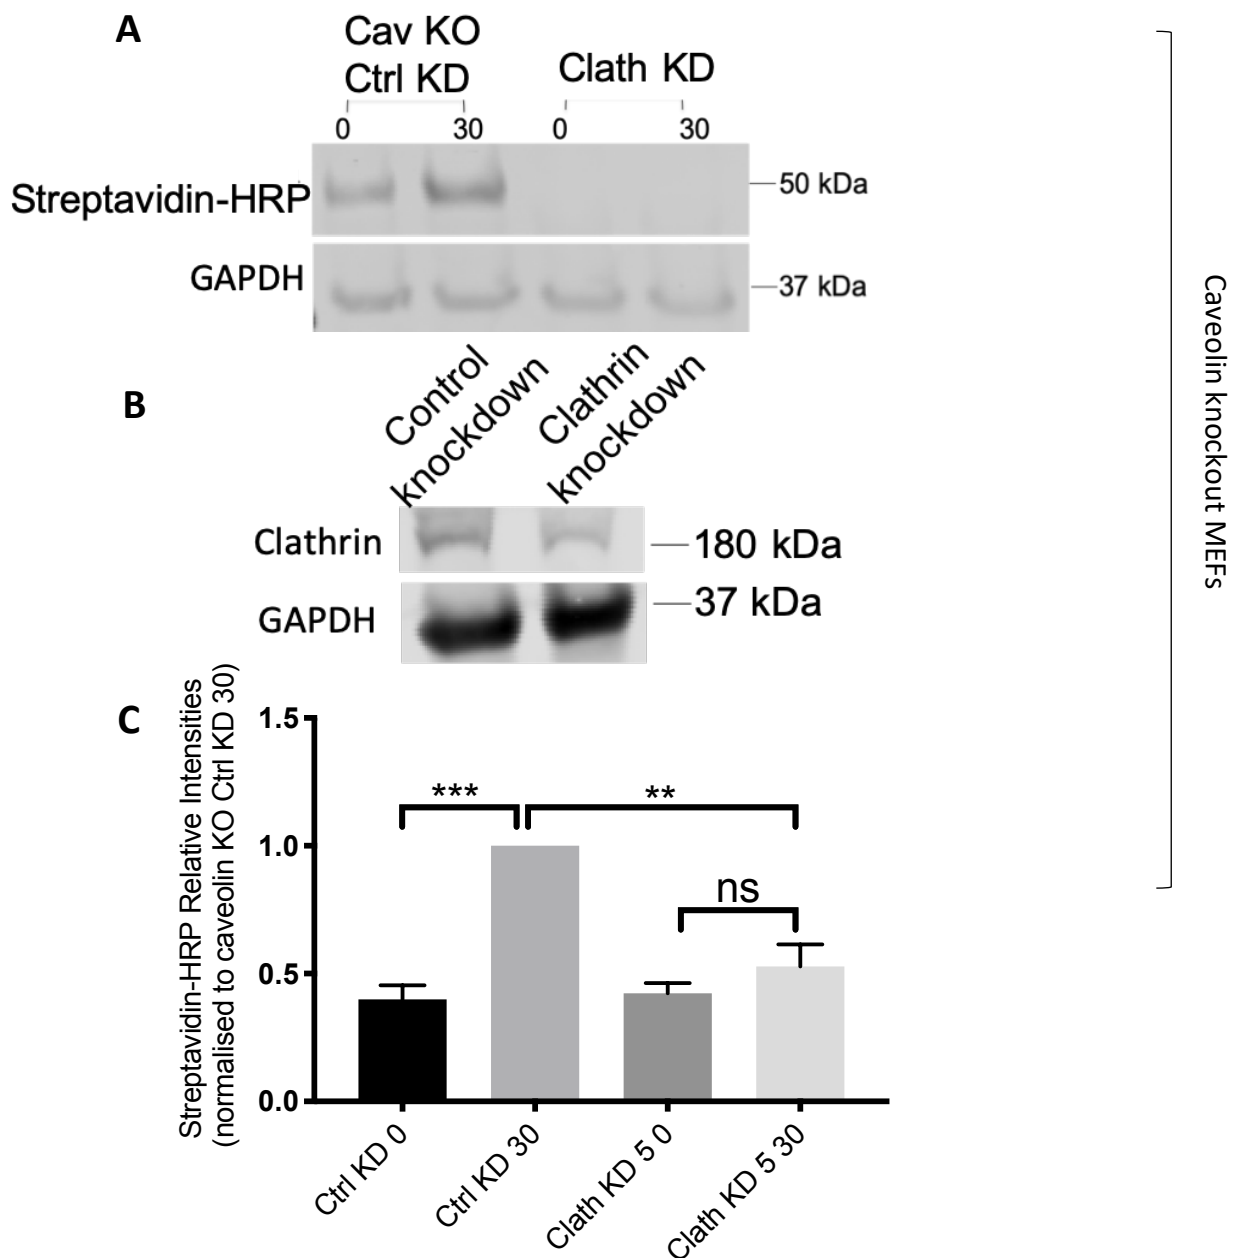 A
Cav KO
Ctrl KD
Clath KD
0
30
0
30
Streptavidin-HRP
50 kDa
GAPDH
37 kDa
B
Control
knockdown
Clathrin
knockdown
Clathrin
180 kDa
GAPDH
37 kDa
C
Streptavidin-HRP Relative Intensities
(normalised to caveolin KO Ctrl KD 30)
1.5
1.0
0.5
0.0
***
**
ns
Ctrl KD 0
Ctrl KD 30
Clath KD 5 0
Clath KD 5 30
Caveolin knockout MEFs